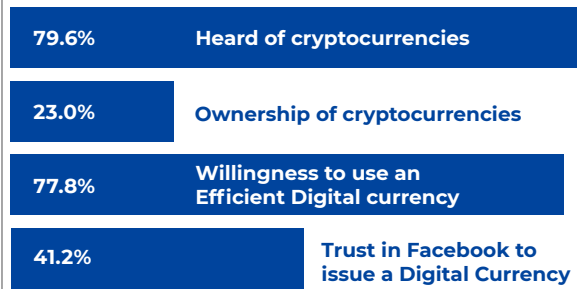 79.6% Heard of cryptocurrencies
23.0% Ownership of cryptocurrencies
77.8% Willingness to use an
Efficient Digital currency
41.2% Trust in Facebook to
issue a Digital Currency